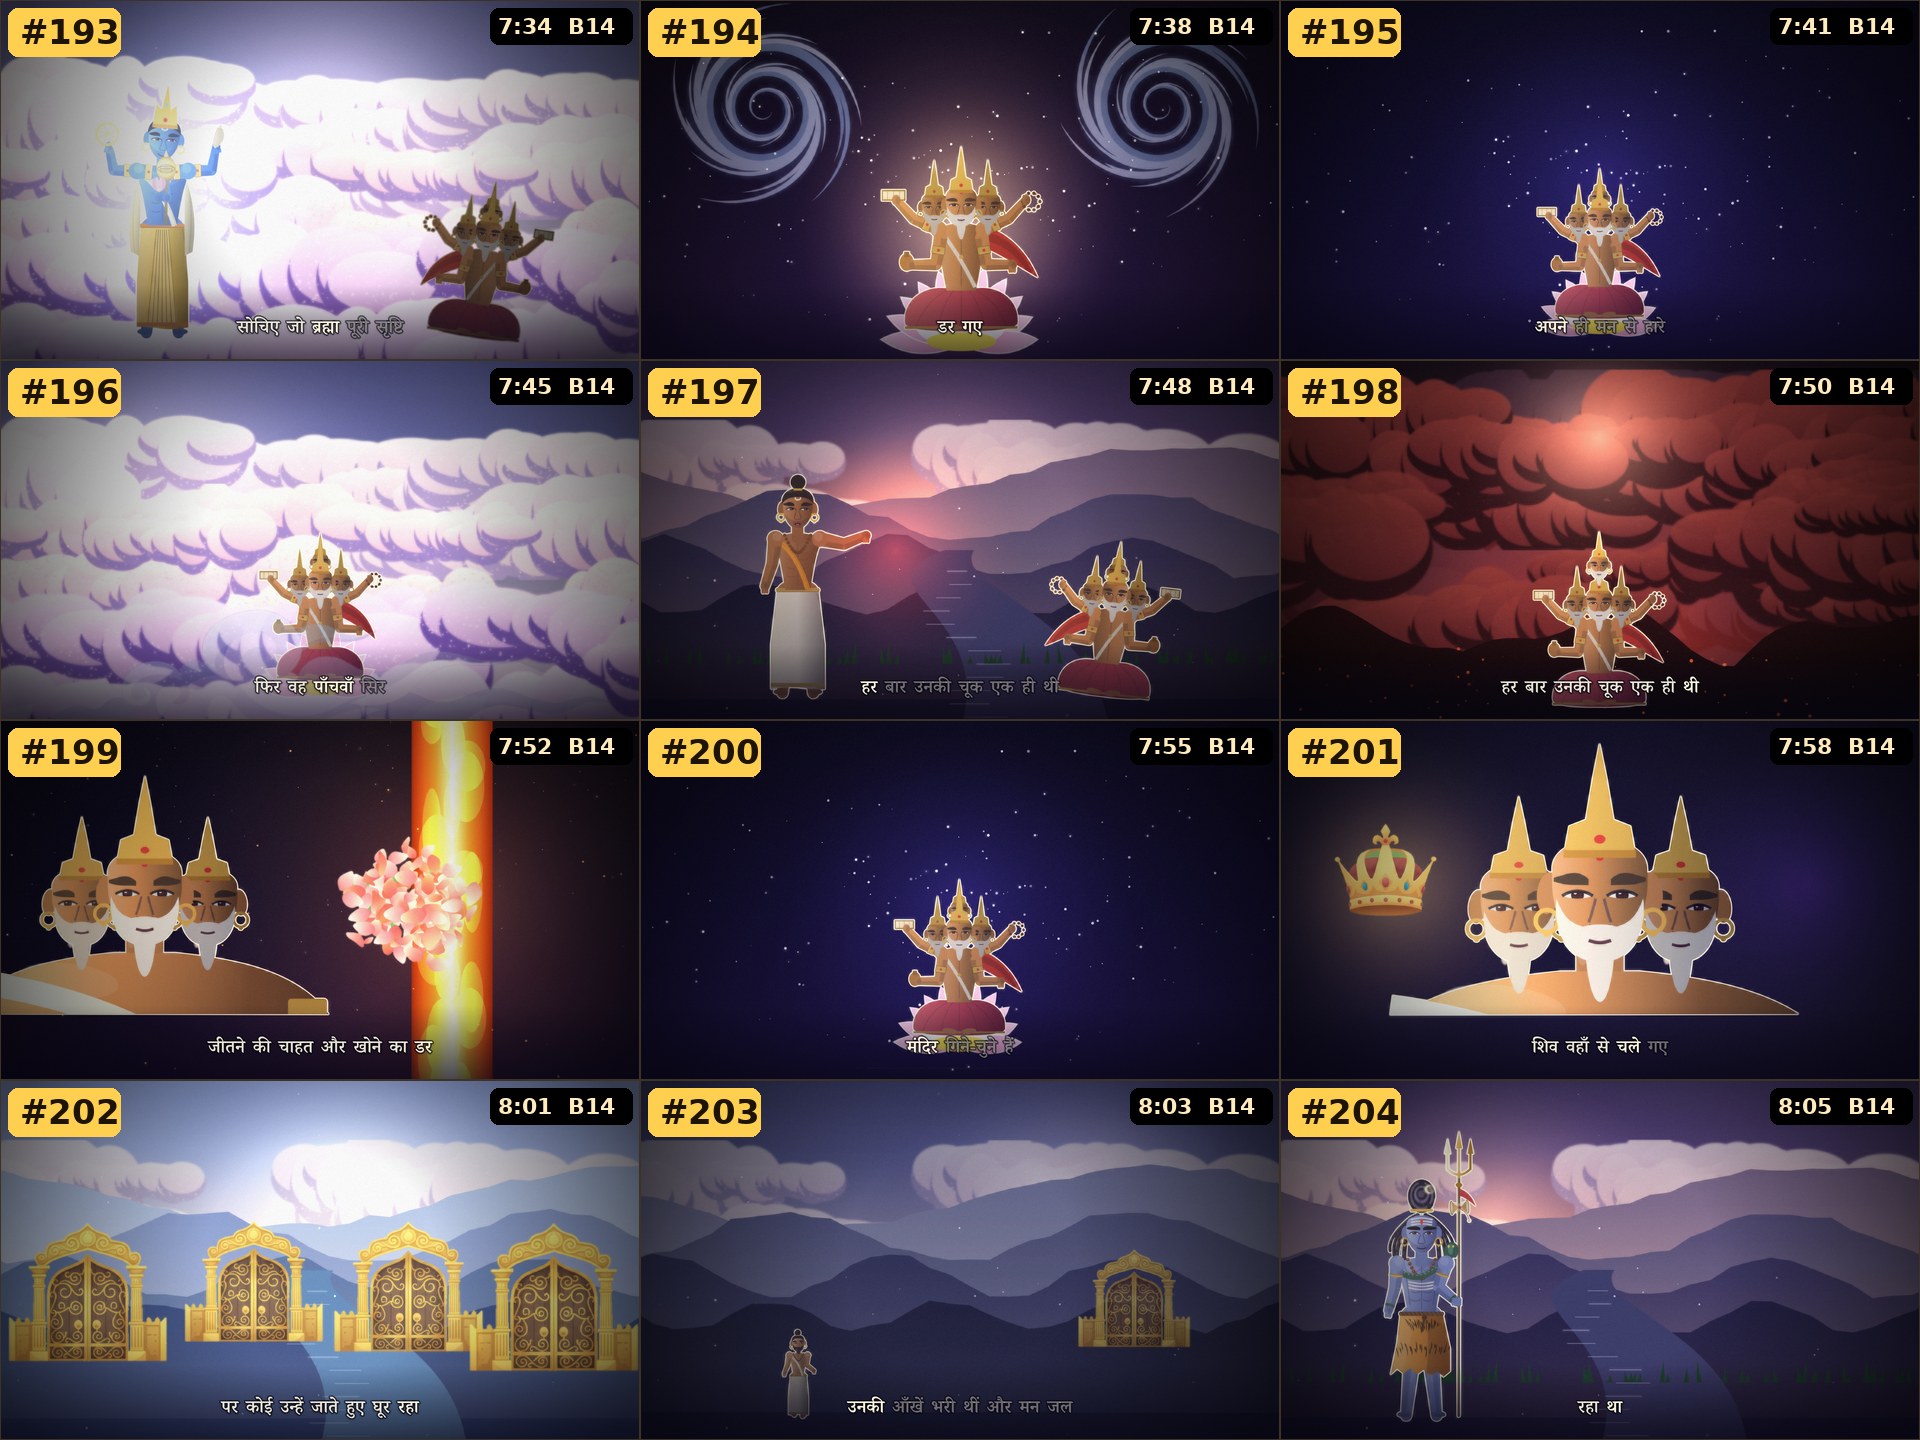 #193
7:34 B14
सोचिए जो ब्रह्मा पूरी सृष्टि
#194
7:38 B14
डर गए
#195
7:41 B14
अपने ही मन से हारे
#196
7:45 B14
फिर वह पाँचवाँ सिर
#197
7:48 B14
हर बार उनकी चूक एक ही थी
#198
7:50 B14
हर बार उनकी चूक एक ही थी
#199
7:52 B14
जीतने की चाहत और खोने का डर
#200
7:55 B14
मंदिर गिने-चुने हैं
#201
7:58 B14
शिव वहाँ से चले गए
#202
8:01 B14
पर कोई उन्हें जाते हुए घूर रहा
#203
8:03 B14
उनकी आँखें भरी थीं और मन जल
#204
8:05 B14
रहा था